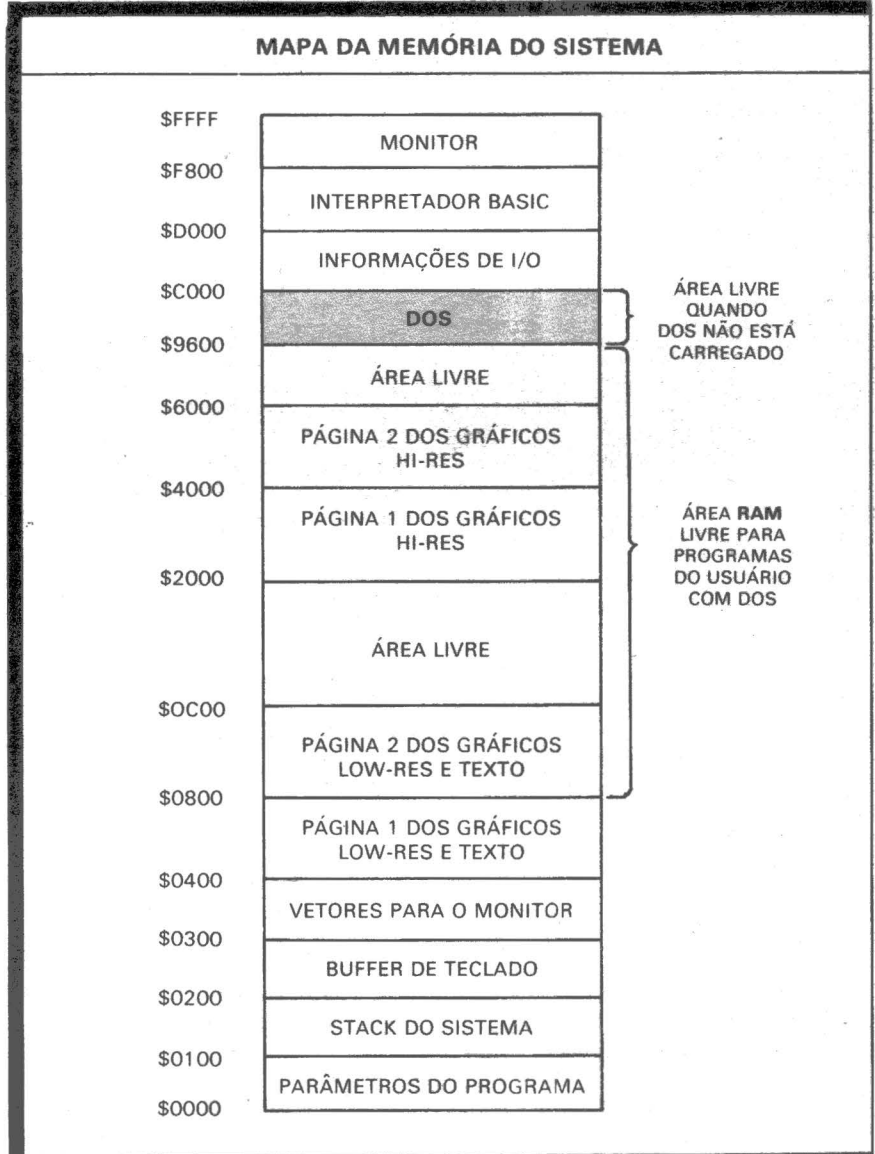 MAPA DA MEMÓRIA DO SISTEMA
$FFFF
MONITOR
$F800
INTERPRETADOR BASIC
$D000
INFORMAÇÕES DE I/O
$C000
DOS
ÁREA LIVRE
QUANDO
DOS NÃO ESTÁ
CARREGADO
$9600
ÁREA LIVRE
$6000
PÁGINA 2 DOS GRÁFICOS
HI-RES
$4000
PÁGINA 1 DOS GRÁFICOS
HI-RES
ÁREA RAM
LIVRE PARA
PROGRAMAS
DO USUÁRIO
COM DOS
$2000
ÁREA LIVRE
$OC00
PÁGINA 2 DOS GRÁFICOS
LOW-RES E TEXTO
$0800
PÁGINA 1 DOS GRÁFICOS
LOW-RES E TEXTO
$0400
VETORES PARA O MONITOR
$0300
BUFFER DE TECLADO
$0200
STACK DO SISTEMA
$0100
PARÂMETROS DO PROGRAMA
$0000